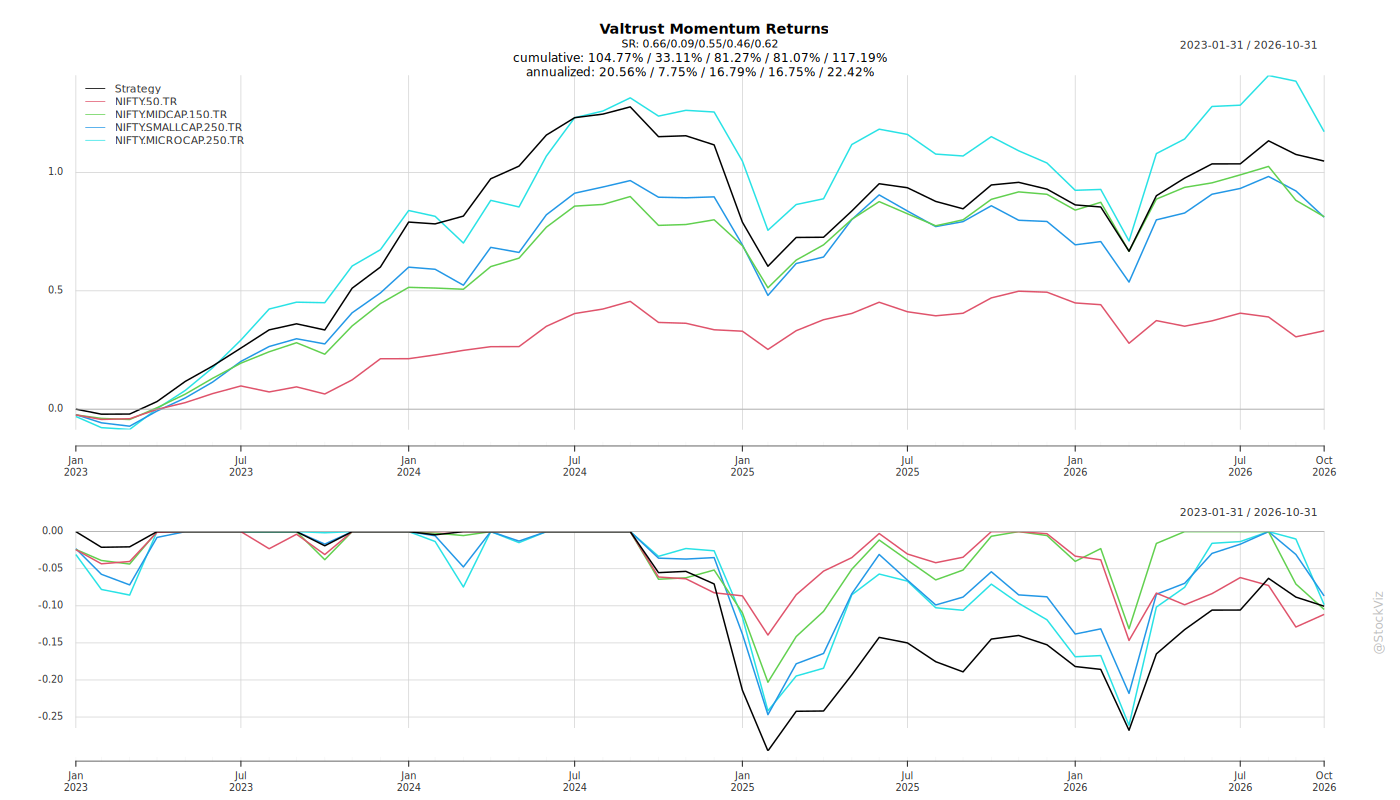 Valtrust Momentum Returns
SR: 0.66/0.09/0.55/0.46/0.62
cumulative: 104.77% / 33.11% / 81.27% / 81.07% / 117.19%
annualized: 20.56% / 7.75% / 16.79% / 16.75% / 22.42%
2023-01-31 / 2026-10-31
Strategy
NIFTY.50.TR
NIFTY.MIDCAP.150.TR
NIFTY.SMALLCAP.250.TR
NIFTY.MICROCAP.250.TR
1.0
0.5
0.0
Jan Jul Jan Jul Jan Jul Jan Jul Oct
2023 2023 2024 2024 2025 2025 2026 2026 2026
2023-01-31 / 2026-10-31
0.00
-0.05
-0.10
-0.15
-0.20
-0.25
Jan Jul Jan Jul Jan Jul Jan Jul Oct
2023 2023 2024 2024 2025 2025 2026 2026 2026
@StockViz